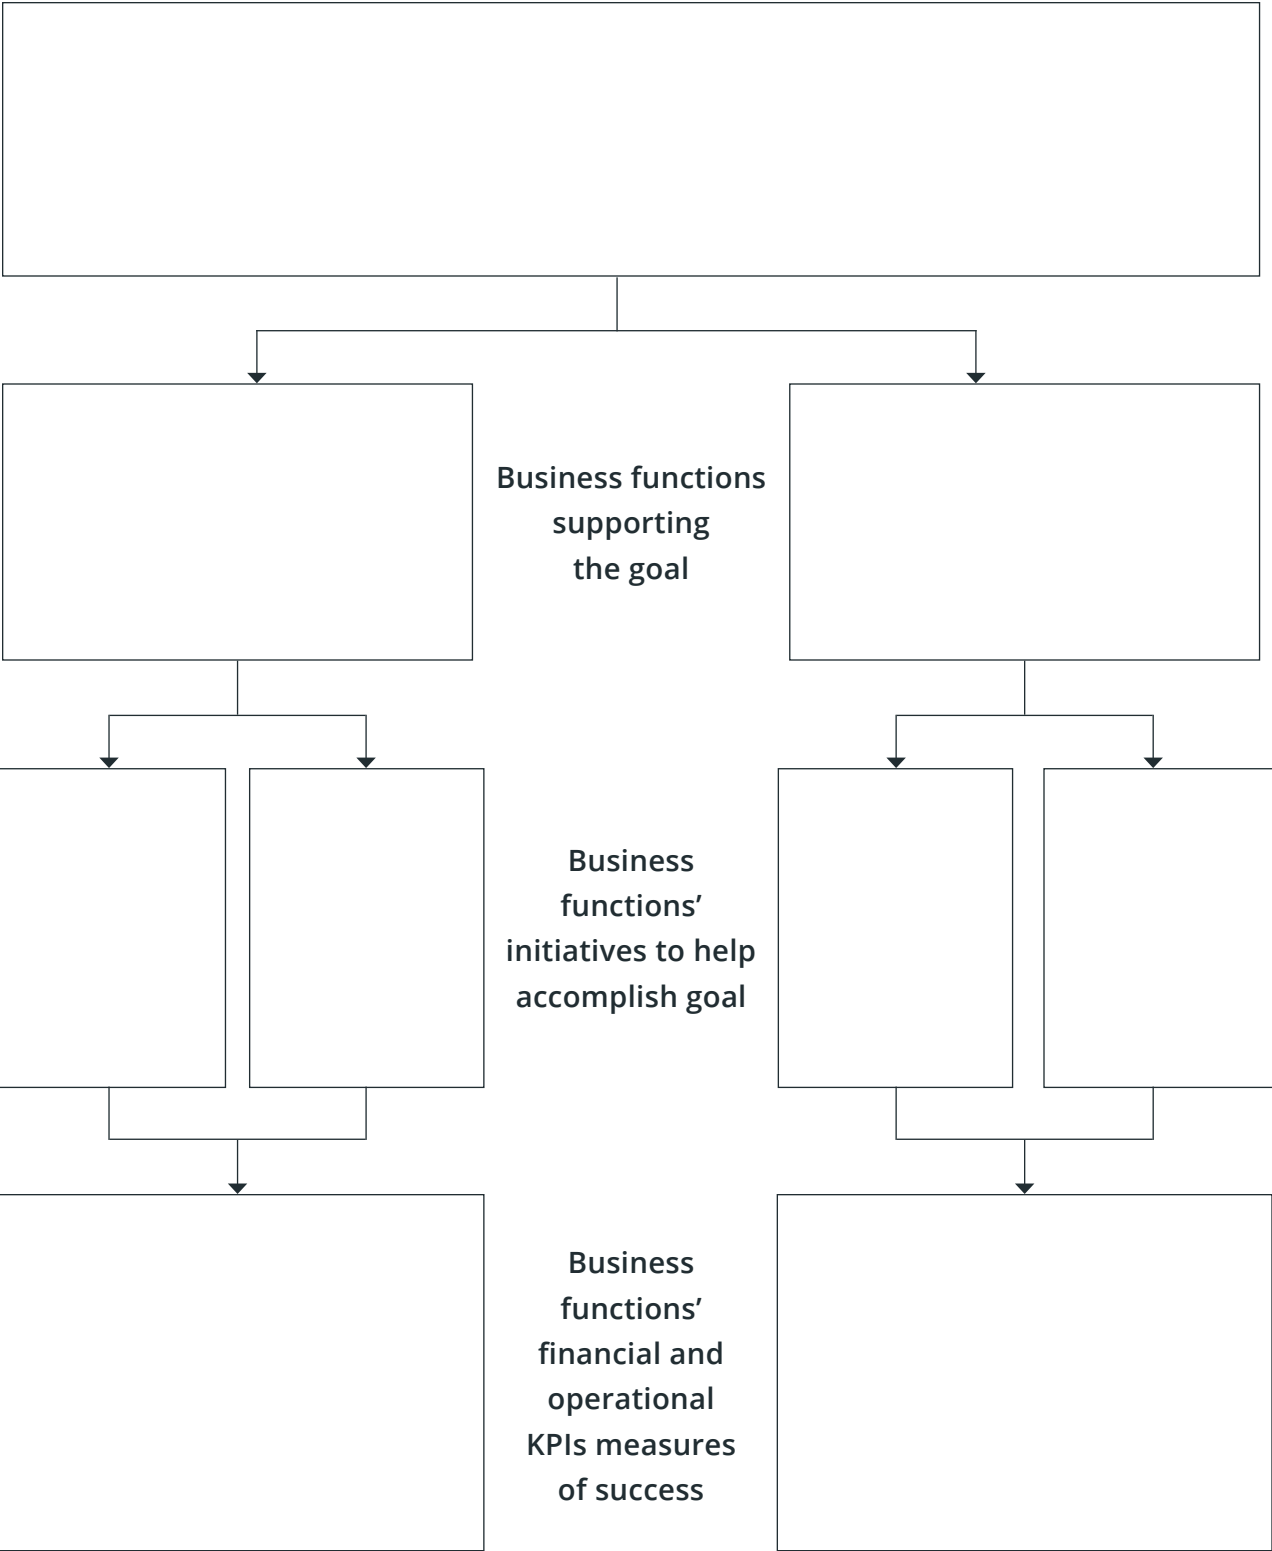 Business functions
supporting
the goal
Business
functions’
initiatives to help
accomplish goal
Business
functions’
financial and
operational
KPIs measures
of success